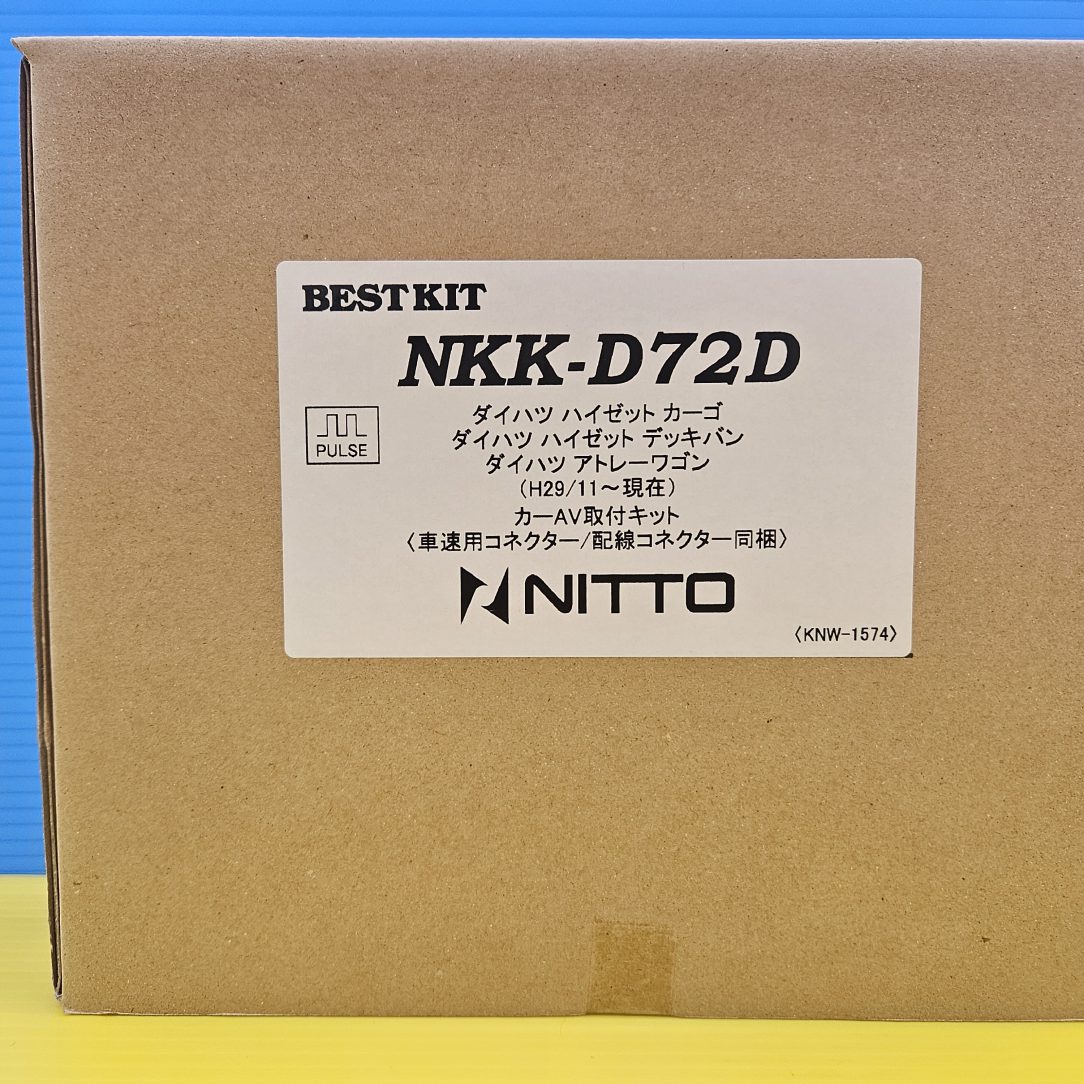 BEST KIT
NKK-D72D
PULSE
ダイハツ ハイゼット カーゴ
ダイハツ ハイゼット デッキバン
ダイハツ アトレーワゴン
(H29/11～現在)
カーAV取付キット
〈車速用コネクター/配線コネクター同梱〉
NITTO
〈KNW-1574〉